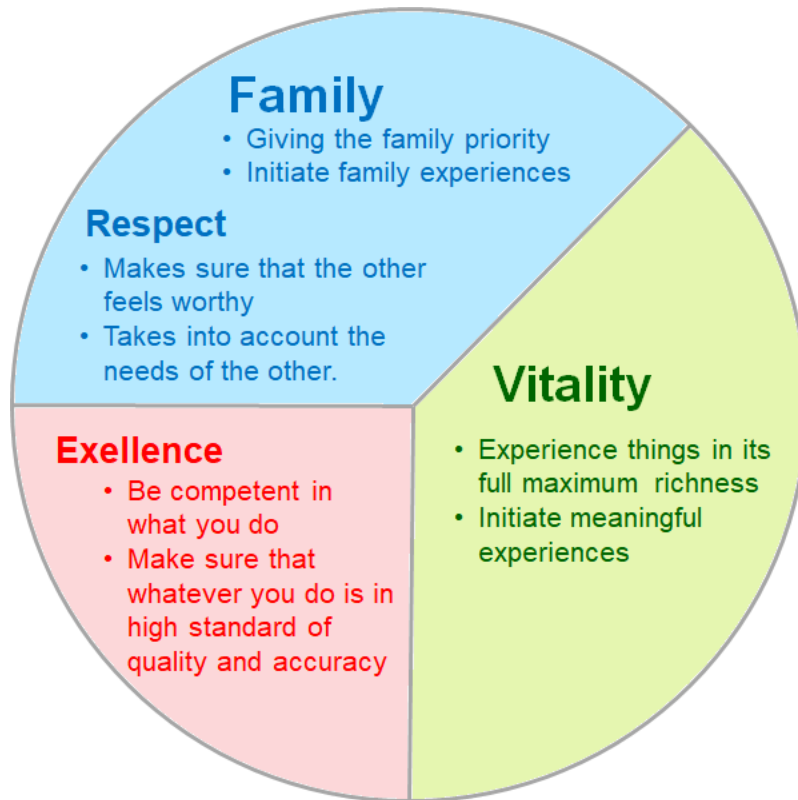 Family
• Giving the family priority
• Initiate family experiences
Respect
• Makes sure that the other
feels worthy
• Takes into account the
needs of the other.
Vitality
• Experience things in its
full maximum richness
• Initiate meaningful
experiences
Exellence
• Be competent in
what you do
• Make sure that
whatever you do is in
high standard of
quality and accuracy